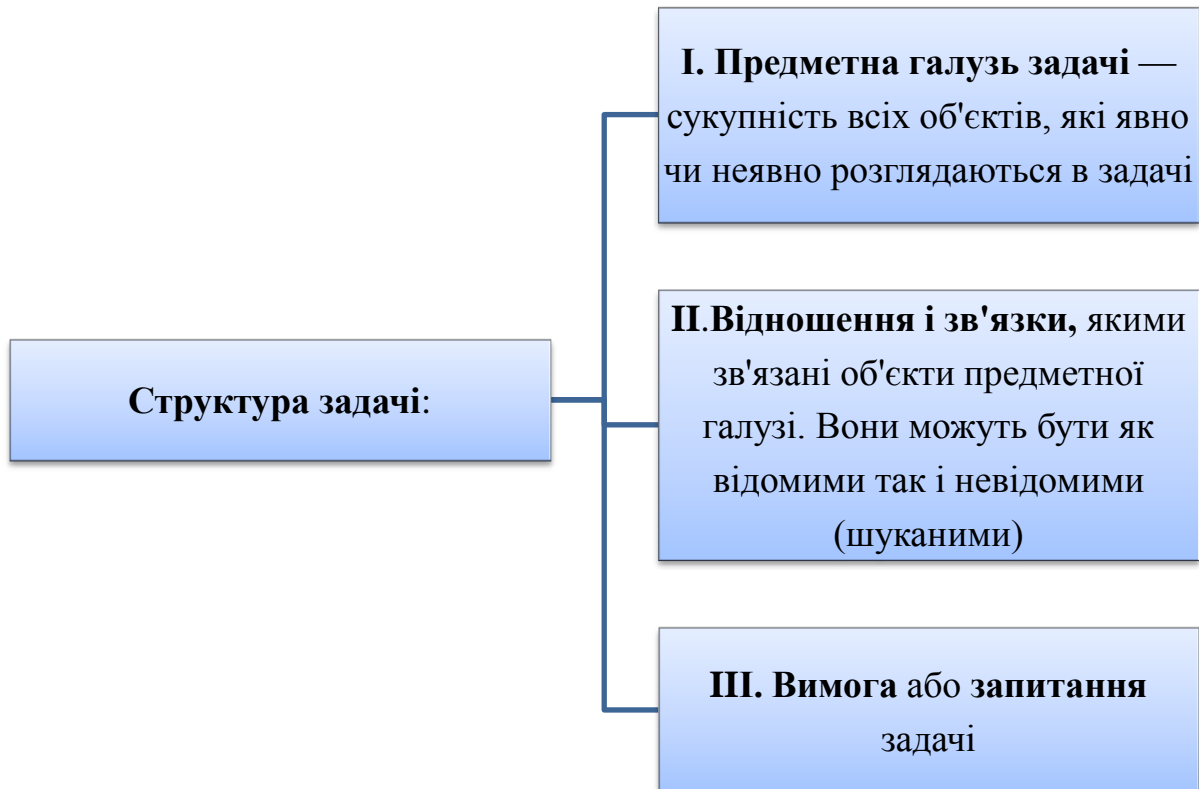 Структура задачі:
I. Предметна галузь задачі —
сукупність всіх об'єктів, які явно
чи неявно розглядаються в задачі
II.Відношення і зв'язки, якими
зв'язані об'єкти предметної
галузі. Вони можуть бути як
відомими так і невідомими
(шуканими)
III. Вимога або запитання
задачі